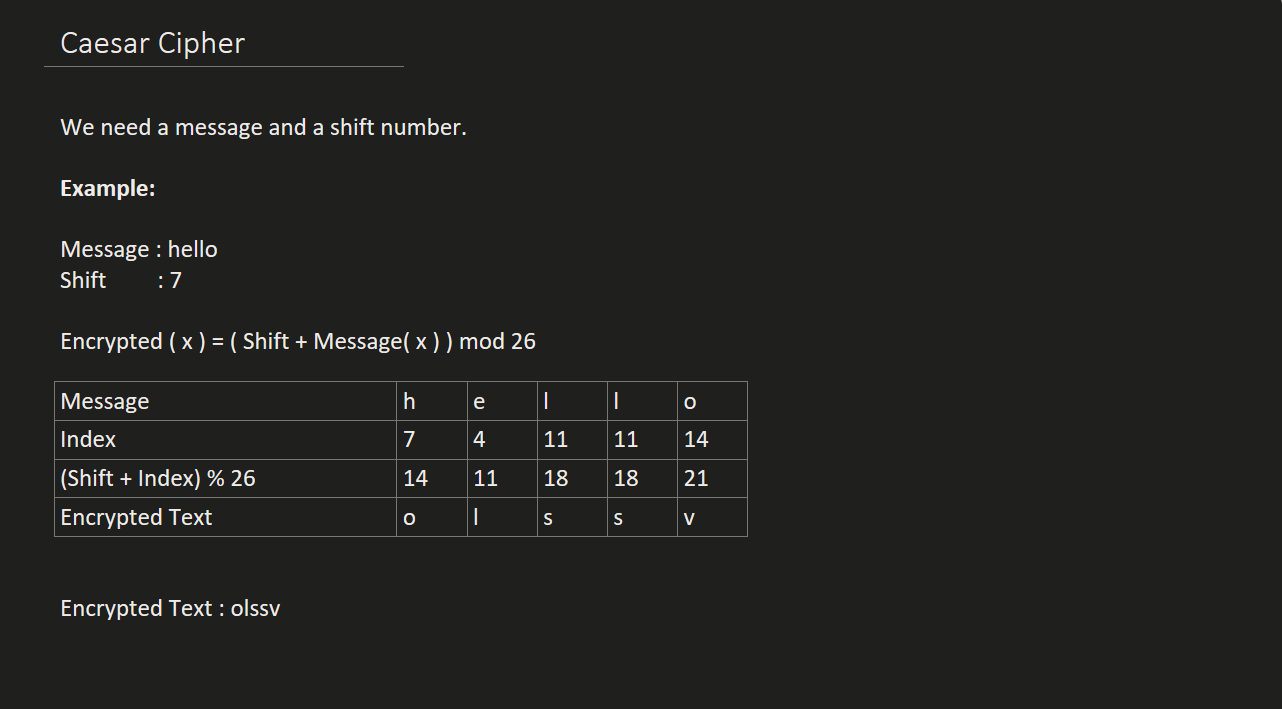 Caesar Cipher
We need a message and a shift number.
Example:
Message : hello
Shift : 7
Encrypted ( x ) = ( Shift + Message( x ) ) mod 26
Message h e l l o
Index 7 4 11 11 14
(Shift + Index) % 26 14 11 18 18 21
Encrypted Text o l s s v
Encrypted Text : olssv